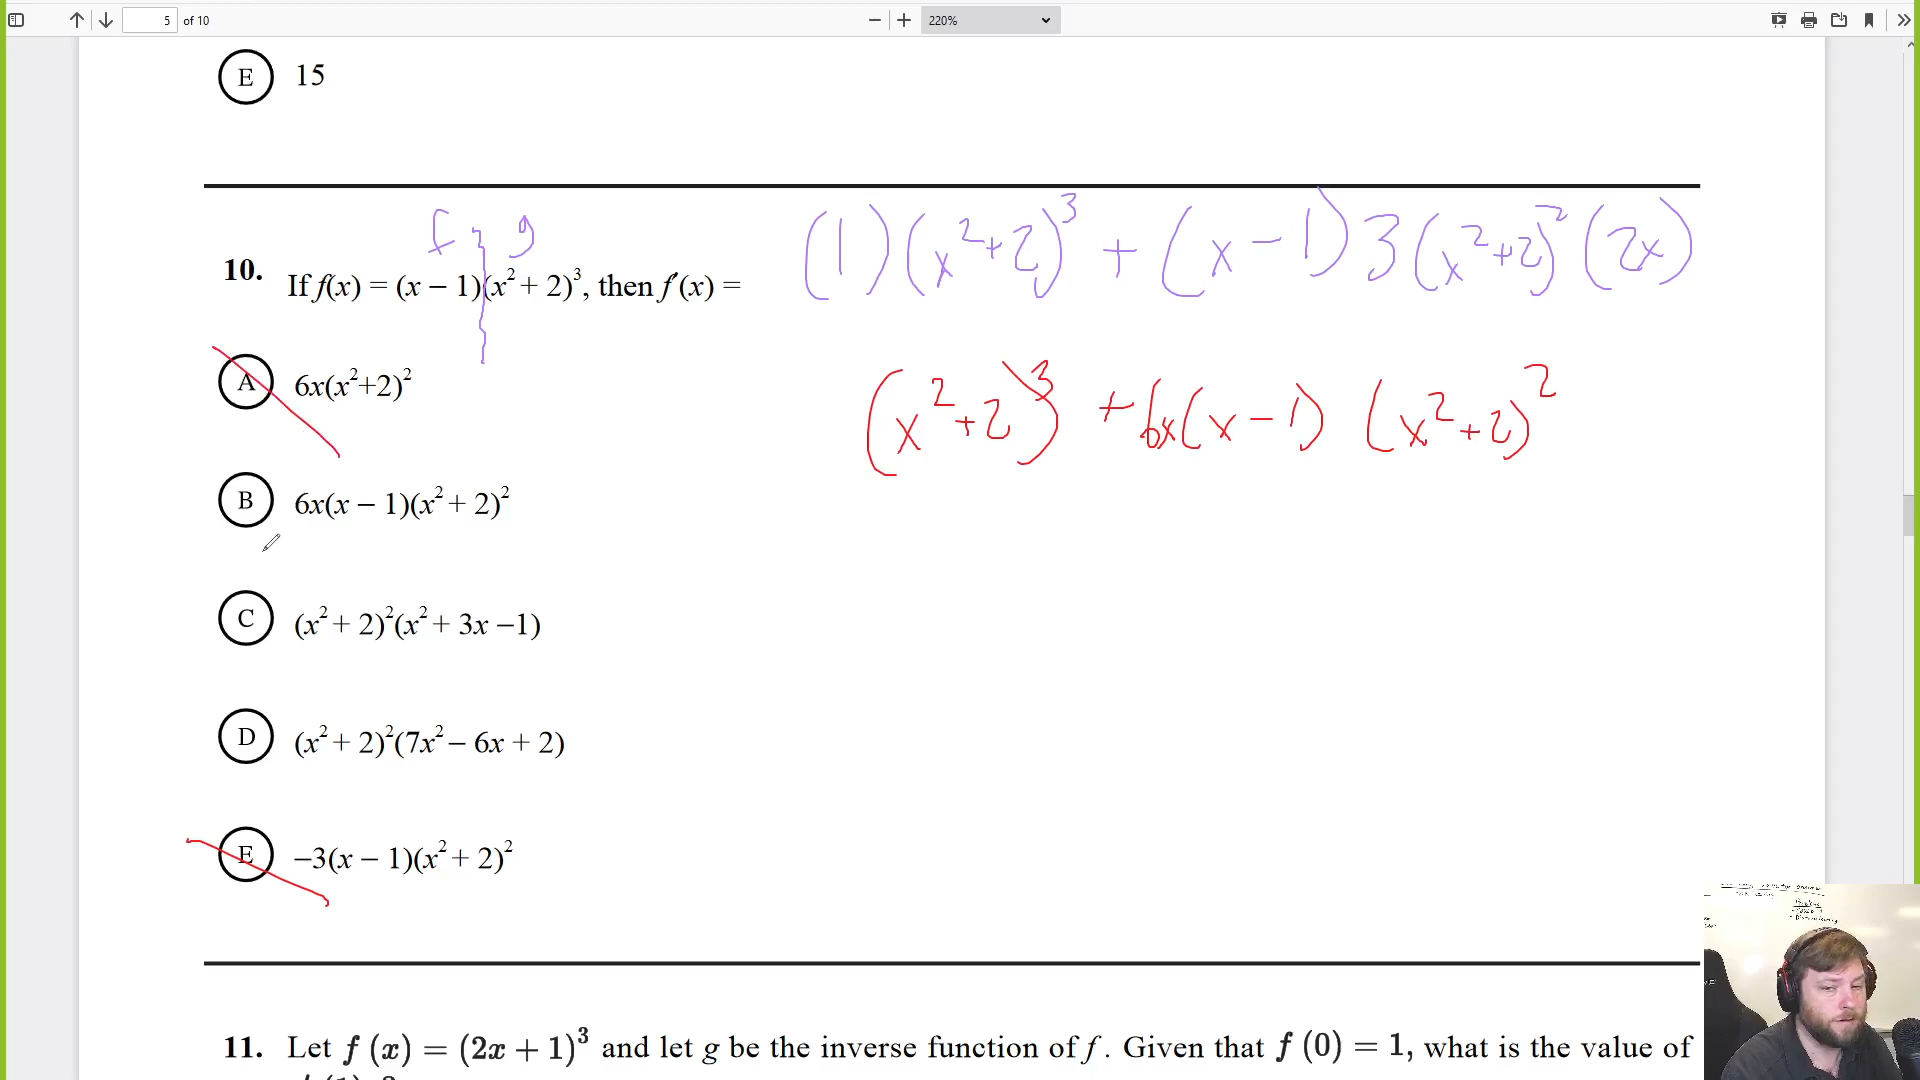 5 of 10 220%
E 15
f g
(1)(x²+2)³ + (x-1)3(x²+2)²(2x)
10. If f(x) = (x − 1)(x² + 2)³, then f′(x) =
A 6x(x²+2)²
(x²+2)³ + 6x(x-1)(x²+2)²
B 6x(x − 1)(x² + 2)²
C (x² + 2)²(x² + 3x −1)
D (x² + 2)²(7x² − 6x + 2)
E −3(x − 1)(x² + 2)²
11. Let f (x) = (2x + 1)³ and let g be the inverse function of f. Given that f (0) = 1, what is the value of